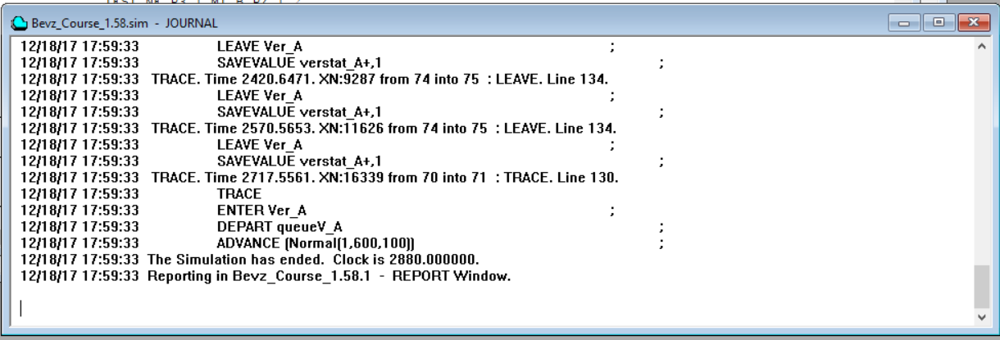 Bevz_Course_1.58.sim - JOURNAL
12/18/17 17:59:33 LEAVE Ver_A ;
12/18/17 17:59:33 SAVEVALUE verstat_A+,1 ;
12/18/17 17:59:33 TRACE. Time 2420.6471. XN:9287 from 74 into 75 : LEAVE. Line 134.
12/18/17 17:59:33 LEAVE Ver_A ;
12/18/17 17:59:33 SAVEVALUE verstat_A+,1 ;
12/18/17 17:59:33 TRACE. Time 2570.5653. XN:11626 from 74 into 75 : LEAVE. Line 134.
12/18/17 17:59:33 LEAVE Ver_A ;
12/18/17 17:59:33 SAVEVALUE verstat_A+,1 ;
12/18/17 17:59:33 TRACE. Time 2717.5561. XN:16339 from 70 into 71 : TRACE. Line 130.
12/18/17 17:59:33 TRACE
12/18/17 17:59:33 ENTER Ver_A ;
12/18/17 17:59:33 DEPART queueV_A ;
12/18/17 17:59:33 ADVANCE (Normal(1,600,100)) ;
12/18/17 17:59:33 The Simulation has ended. Clock is 2880.000000.
12/18/17 17:59:33 Reporting in Bevz_Course_1.58.1 - REPORT Window.